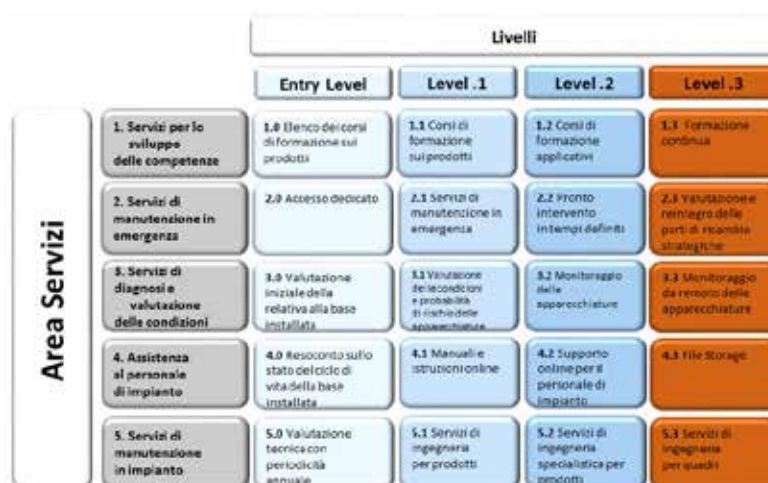 Livelli
Entry Level
Level .1
Level .2
Level .3
Area Servizi
1. Servizi per lo
sviluppo
delle competenze
1.0 Elenco dei corsi
di formazione sui
prodotti
1.1 Corsi di
formazione
sui prodotti
1.2 Corsi di
formazione
applicativi
1.3 Formazione
continua
2. Servizi di
manutenzione in
emergenza
2.0 Accesso dedicato
2.1 Servizi di
manutenzione in
emergenza
2.2 Pronto
intervento
in tempi definiti
2.3 Valutazione e
reintegro delle
parti di ricambio
strategiche
3. Servizi di
diagnosi e
valutazione
delle condizioni
3.0 Valutazione
iniziale della
relativa alla base
installata
3.1 Valutazione
delle condizioni
e probabilità
di rischio delle
apparecchiature
3.2 Monitoraggio
delle
apparecchiature
3.3 Monitoraggio
da remoto delle
apparecchiature
4. Assistenza
al personale
di impianto
4.0 Resoconto sullo
stato del ciclo di
vita della base
installata
4.1 Manuali e
istruzioni online
4.2 Supporto
online per il
personale di
impianto
4.3 File Storage
5. Servizi di
manutenzione
in impianto
5.0 Valutazione
tecnica con
periodicità
annuale
5.1 Servizi di
ingegneria
per prodotti
5.2 Servizi di
ingegneria
specialistica per
prodotti
5.3 Servizi di
ingegneria
per quadri